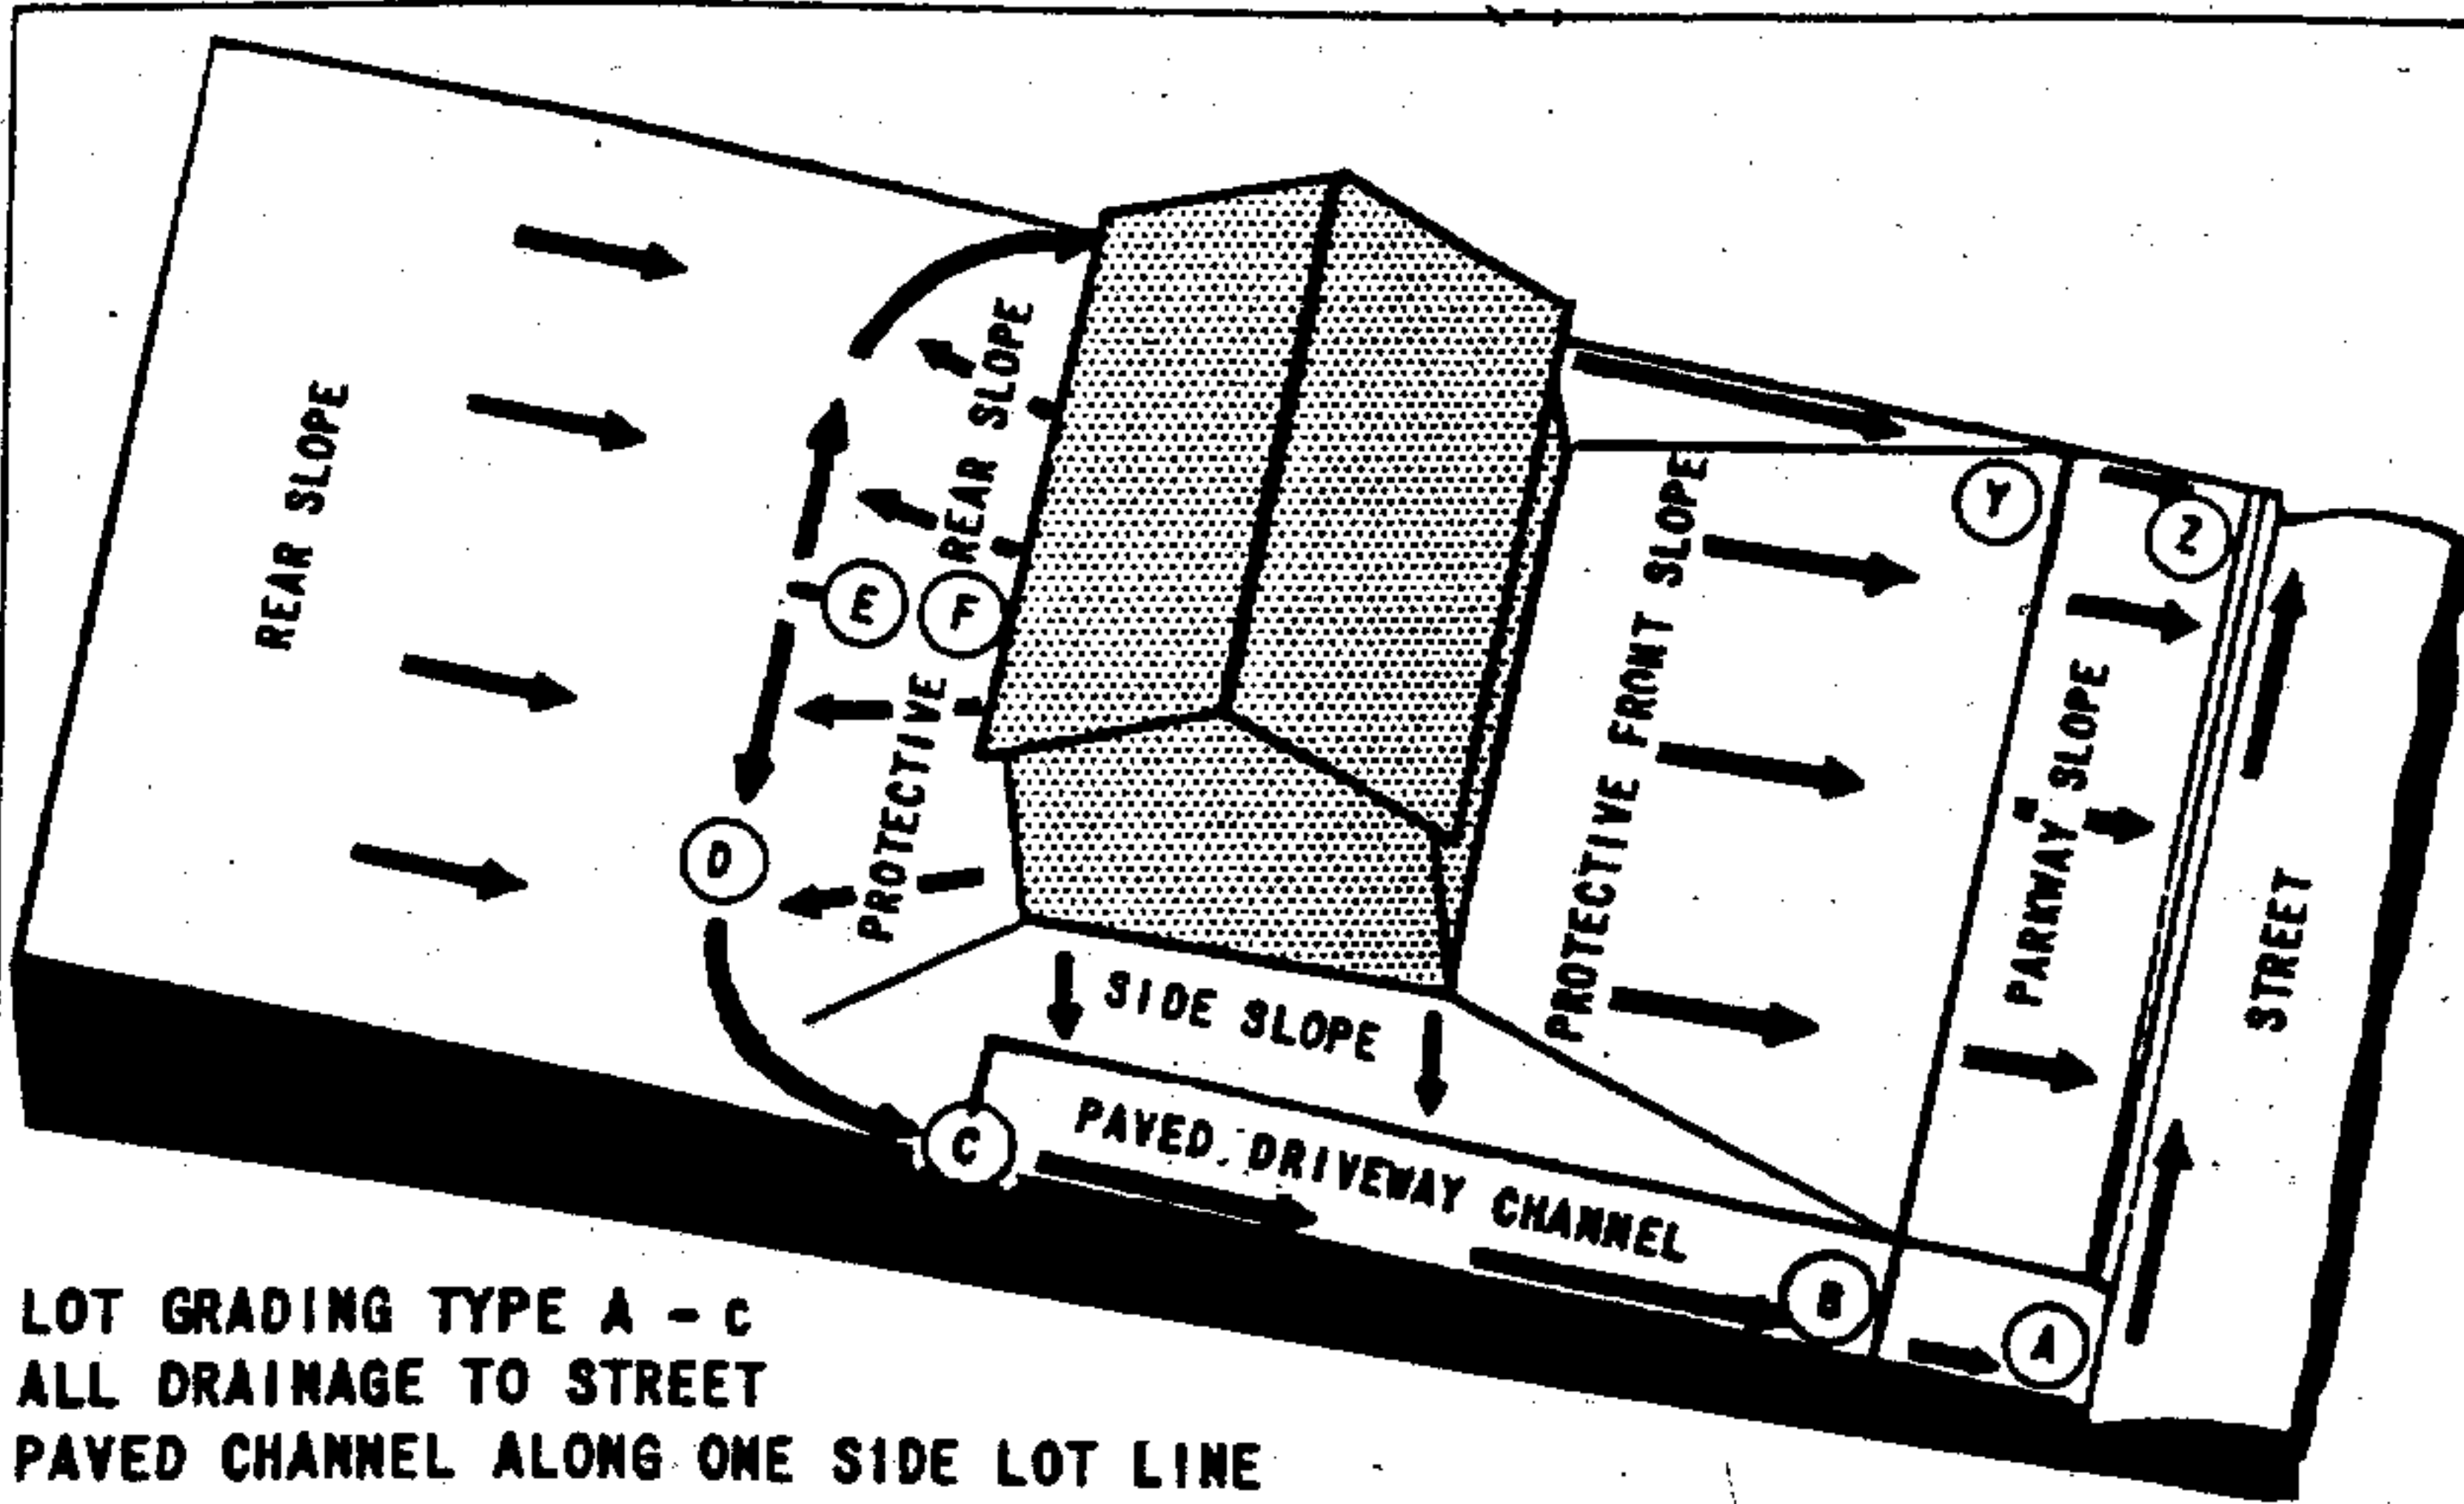 REAR SLOPE
PROTECTIVE REAR SLOPE
E
F
D
C
SIDE SLOPE
PAVED DRIVEWAY CHANNEL
B
A
PROTECTIVE FRONT SLOPE
Y
Z
PARKWAY SLOPE
STREET
LOT GRADING TYPE A - C
ALL DRAINAGE TO STREET
PAVED CHANNEL ALONG ONE SIDE LOT LINE